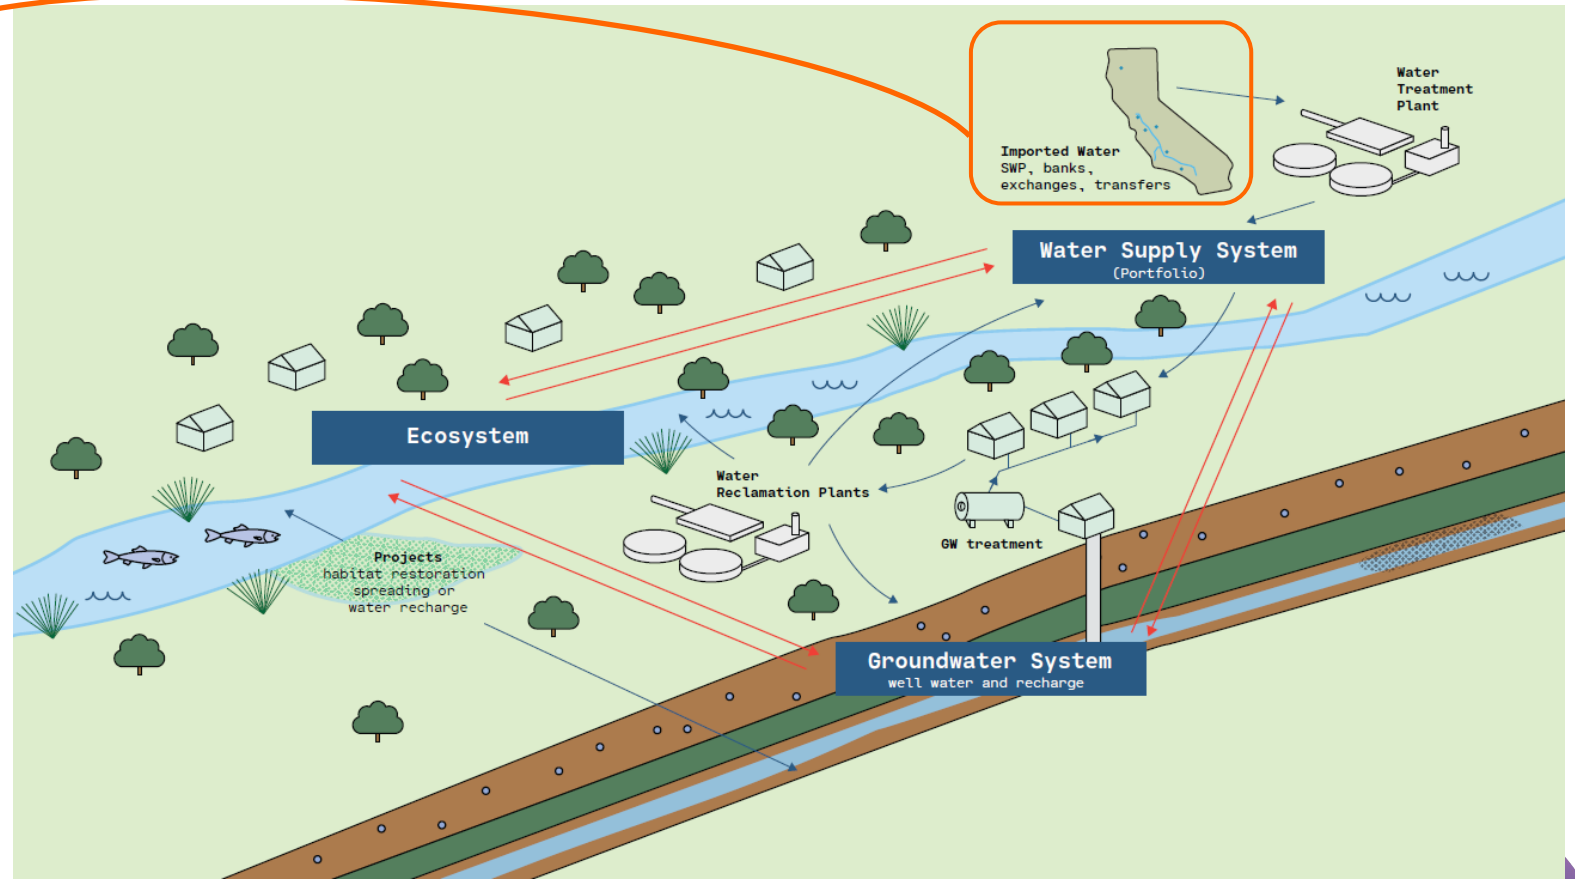 Water
Treatment
Plant
Imported Water
SWP, banks,
exchanges, transfers
Water Supply System
(Portfolio)
Ecosystem
Water
Reclamation Plants
GW treatment
Projects
habitat restoration
spreading or
water recharge
Groundwater System
well water and recharge